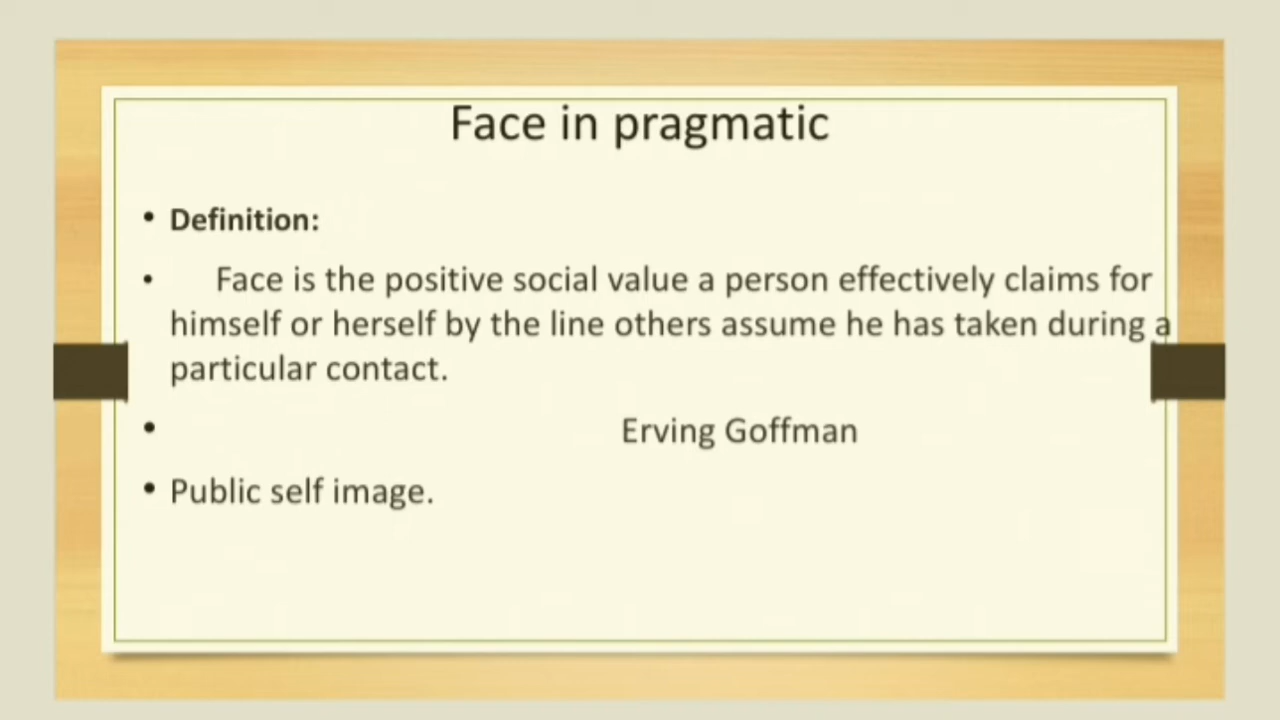 Face in pragmatic
• Definition:
• Face is the positive social value a person effectively claims for
himself or herself by the line others assume he has taken during a
particular contact.
• Erving Goffman
• Public self image.